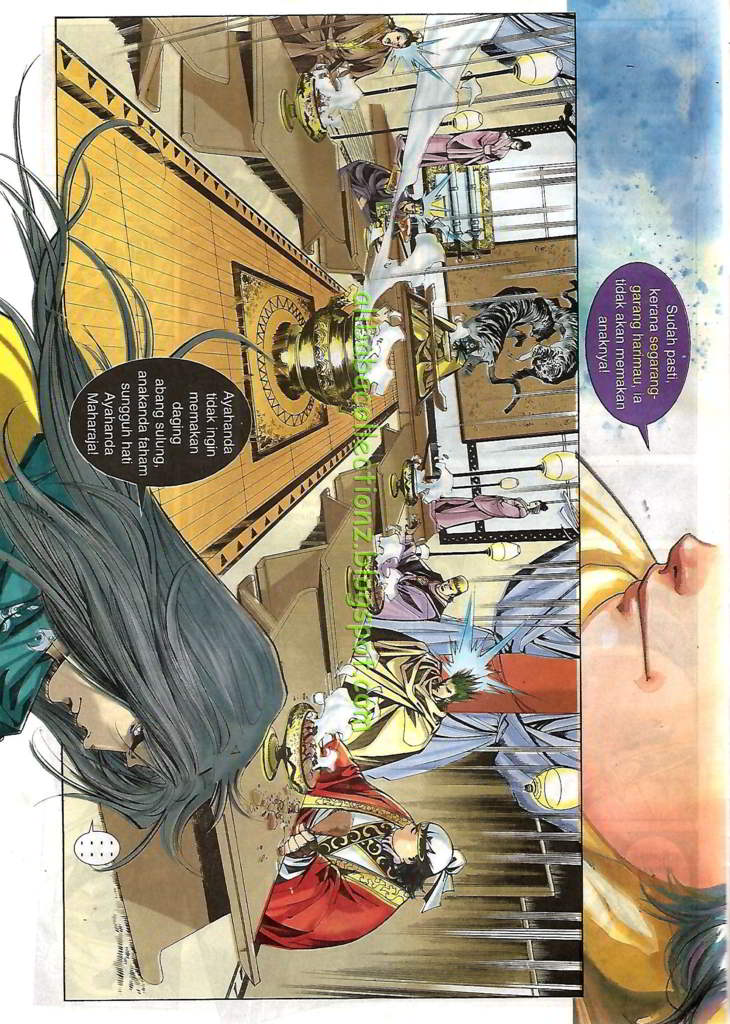 Sudah pasti,
kerana segarang-
garang harimau, ia
tidak akan memakan
anaknya!
Ayahanda
tidak ingin
memakan
daging
abang sulung,
anakanda faham
sungguh hati
Ayahanda
Maharaja!
......